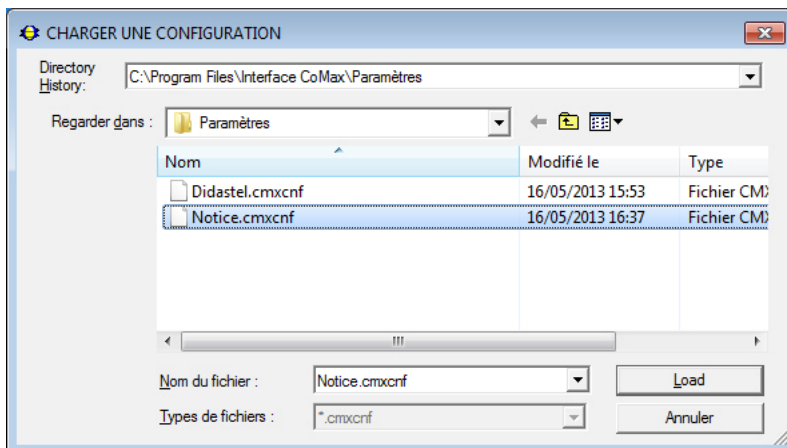 CHARGER UNE CONFIGURATION
Directory
History:
C:\Program Files\Interface CoMax\Paramètres
Regarder dans :
Paramètres
Nom
Modifié le
Type
Didastel.cmxcnf
16/05/2013 15:53
Fichier CMX
Notice.cmxcnf
16/05/2013 16:37
Fichier CMX
Nom du fichier :
Notice.cmxcnf
Load
Types de fichiers :
*.cmxcnf
Annuler